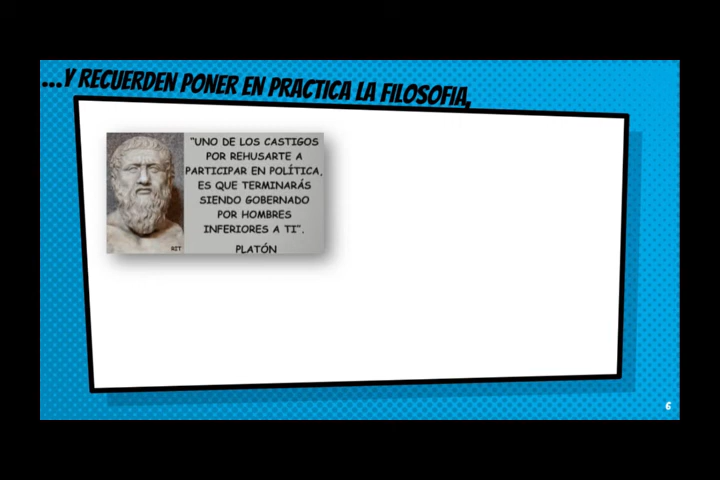 ...Y RECUERDEN PONER EN PRACTICA LA FILOSOFIA,
"UNO DE LOS CASTIGOS
POR REHUSARTE A
PARTICIPAR EN POLÍTICA,
ES QUE TERMINARÁS
SIENDO GOBERNADO
POR HOMBRES
INFERIORES A TI".
PLATÓN
6